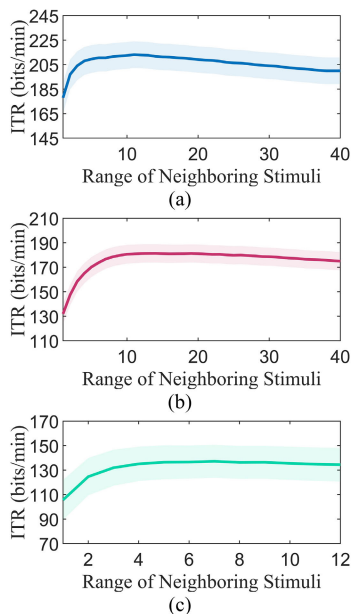 245
225
205
185
165
145
ITR (bits/min)
10 20 30 40
Range of Neighboring Stimuli
(a)
210
190
170
150
130
110
ITR (bits/min)
10 20 30 40
Range of Neighboring Stimuli
(b)
170
150
130
110
90
70
ITR (bits/min)
2 4 6 8 10 12
Range of Neighboring Stimuli
(c)